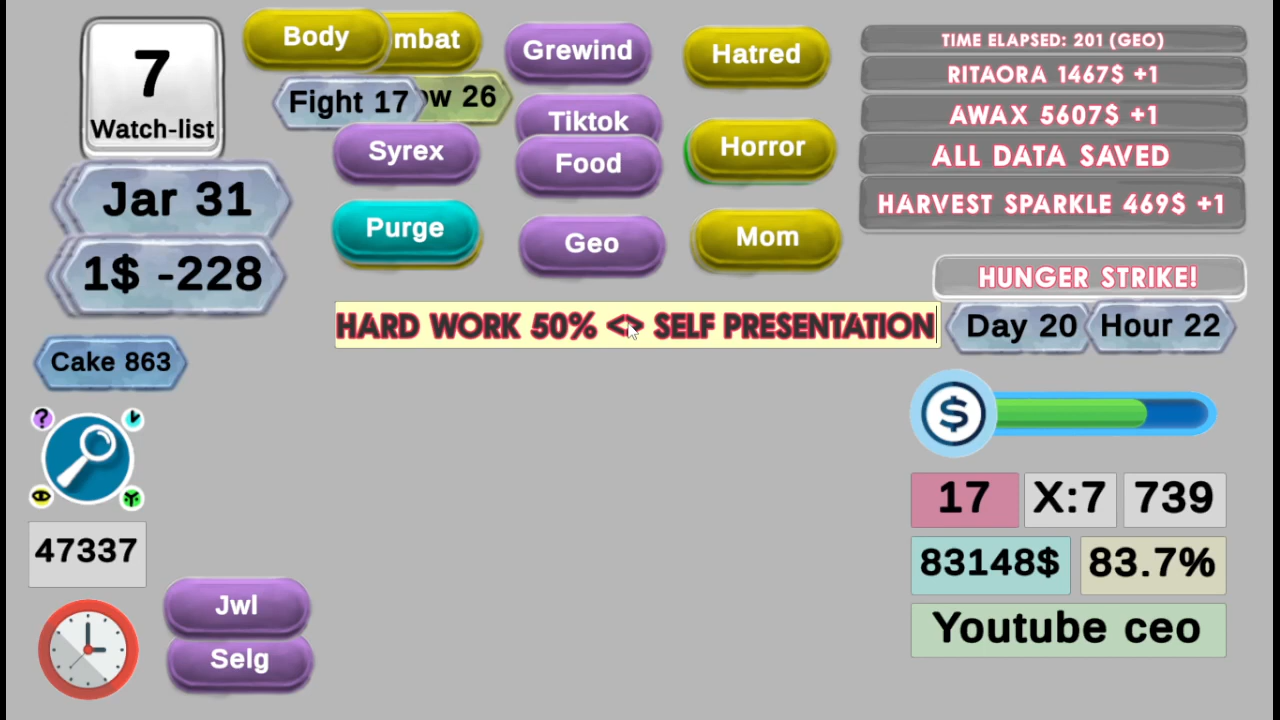 7
Watch-list
Jar 31
1$ -228
Cake 863
?
47337
Jwl
Selg
Body
mbat
Fight 17
ow 26
Syrex
Purge
Grewind
Tiktok
Food
Geo
Hatred
Horror
Mom
HARD WORK 50% <> SELF PRESENTATION
TIME ELAPSED: 201 (GEO)
RITAORA 1467$ +1
AWAX 5607$ +1
ALL DATA SAVED
HARVEST SPARKLE 469$ +1
HUNGER STRIKE!
Day 20 Hour 22
$
17 X:7 739
83148$ 83.7%
Youtube ceo